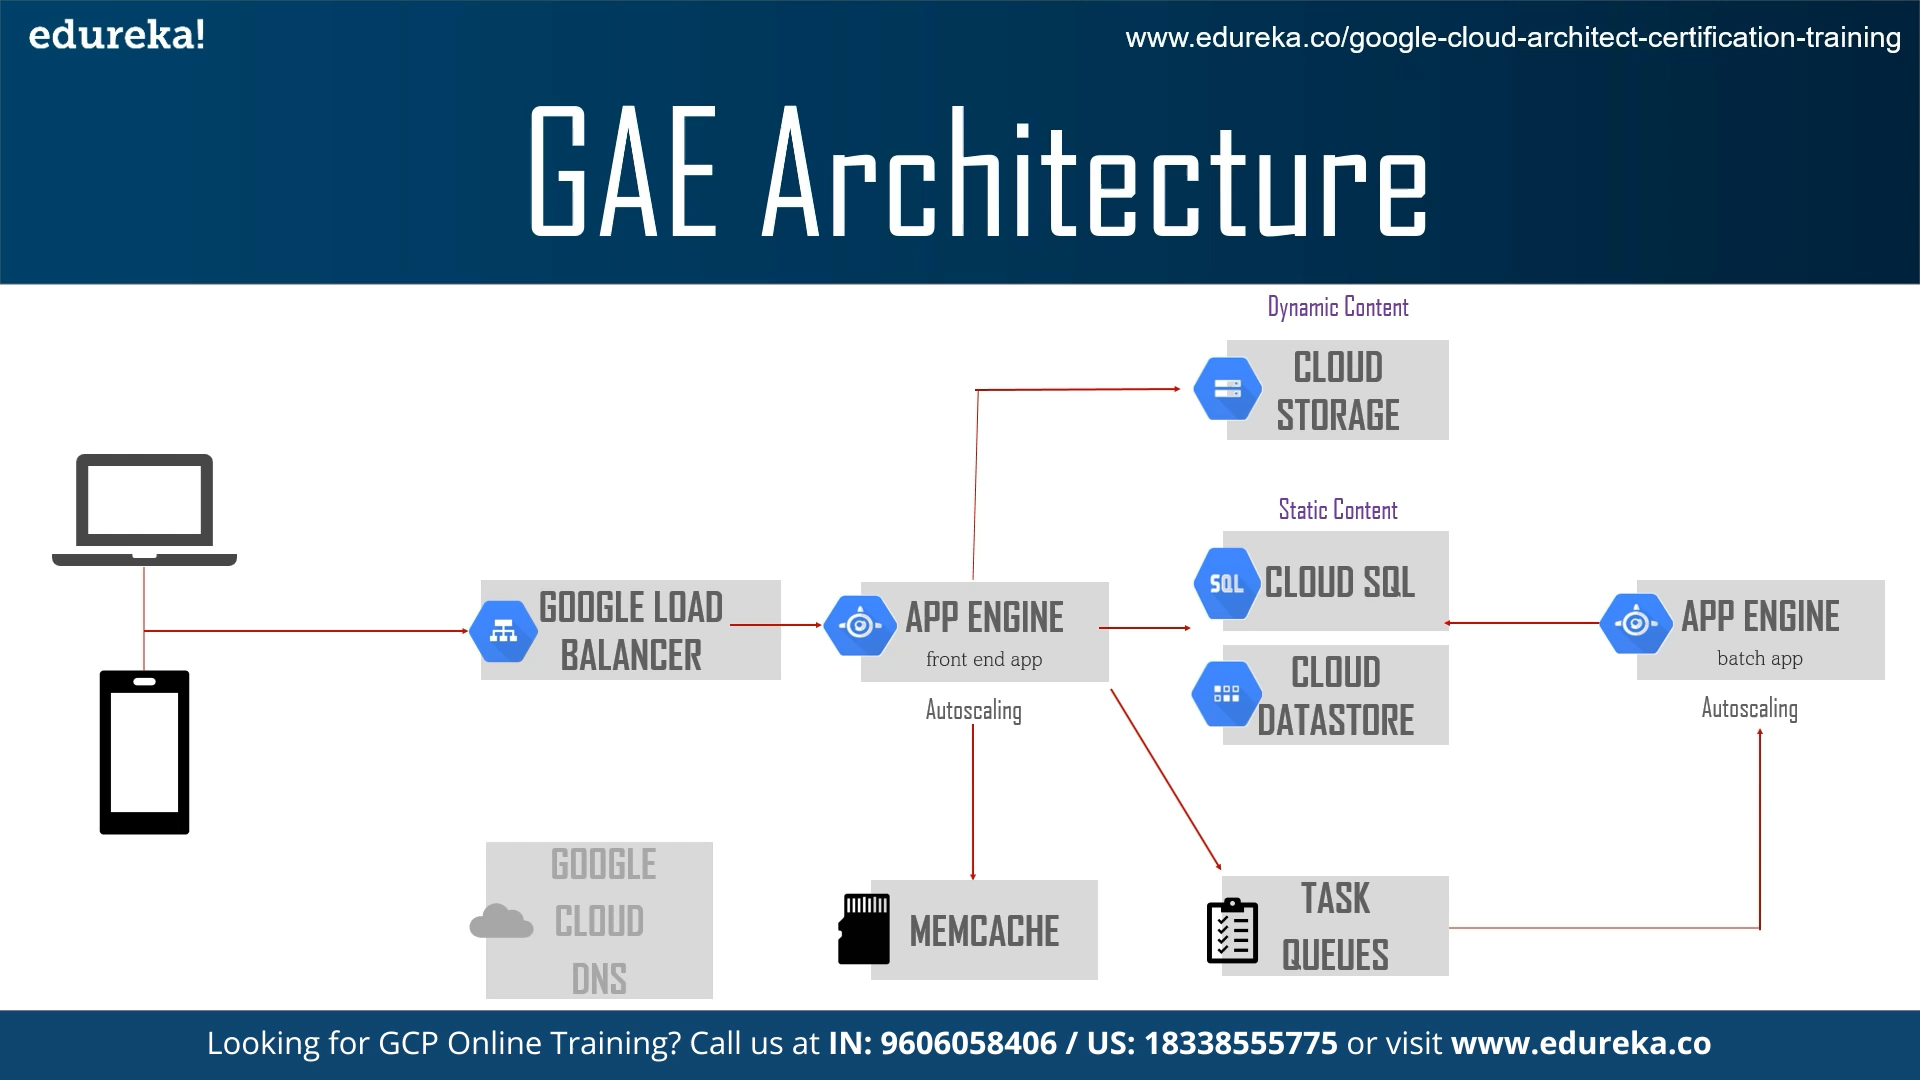 edureka!
www.edureka.co/google-cloud-architect-certification-training
GAE Architecture
Dynamic Content
CLOUD
STORAGE
Static Content
SQL
CLOUD SQL
CLOUD
DATASTORE
GOOGLE LOAD
BALANCER
APP ENGINE
front end app
Autoscaling
APP ENGINE
batch app
Autoscaling
GOOGLE
CLOUD
DNS
MEMCACHE
TASK
QUEUES
Looking for GCP Online Training? Call us at IN: 9606058406 / US: 18338555775 or visit www.edureka.co